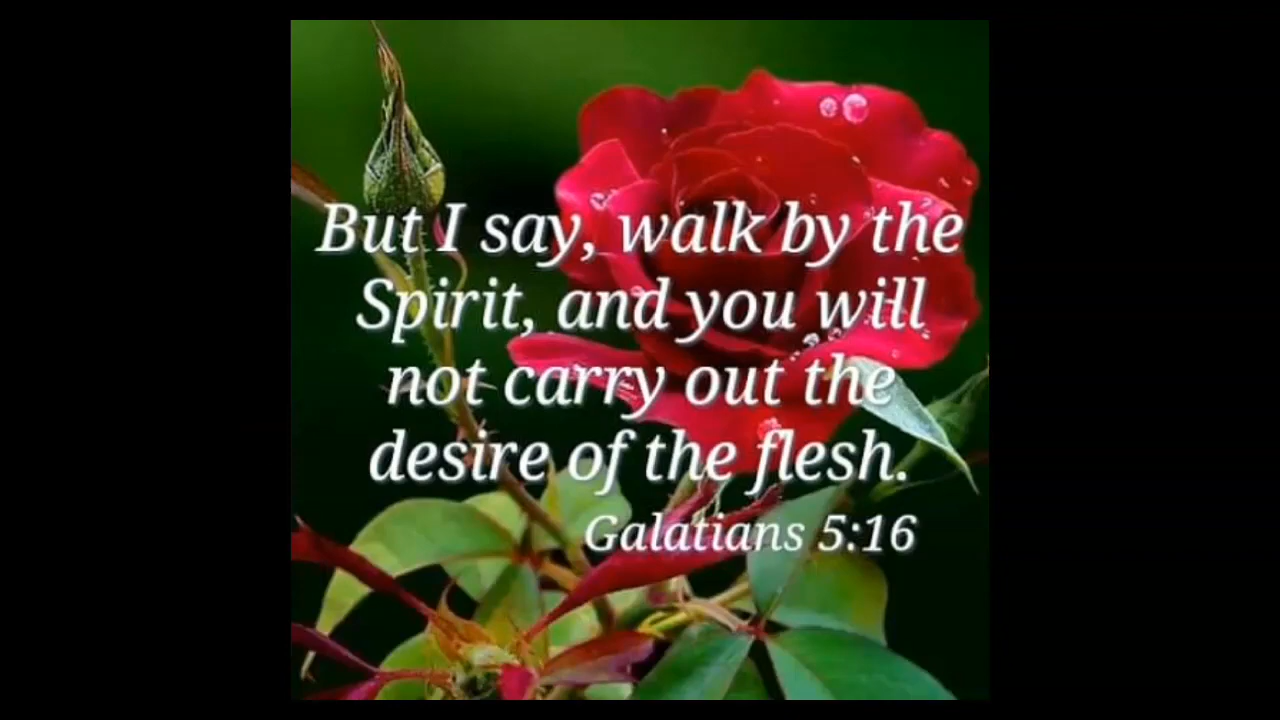 But I say, walk by the
Spirit, and you will
not carry out the
desire of the flesh.
Galatians 5:16